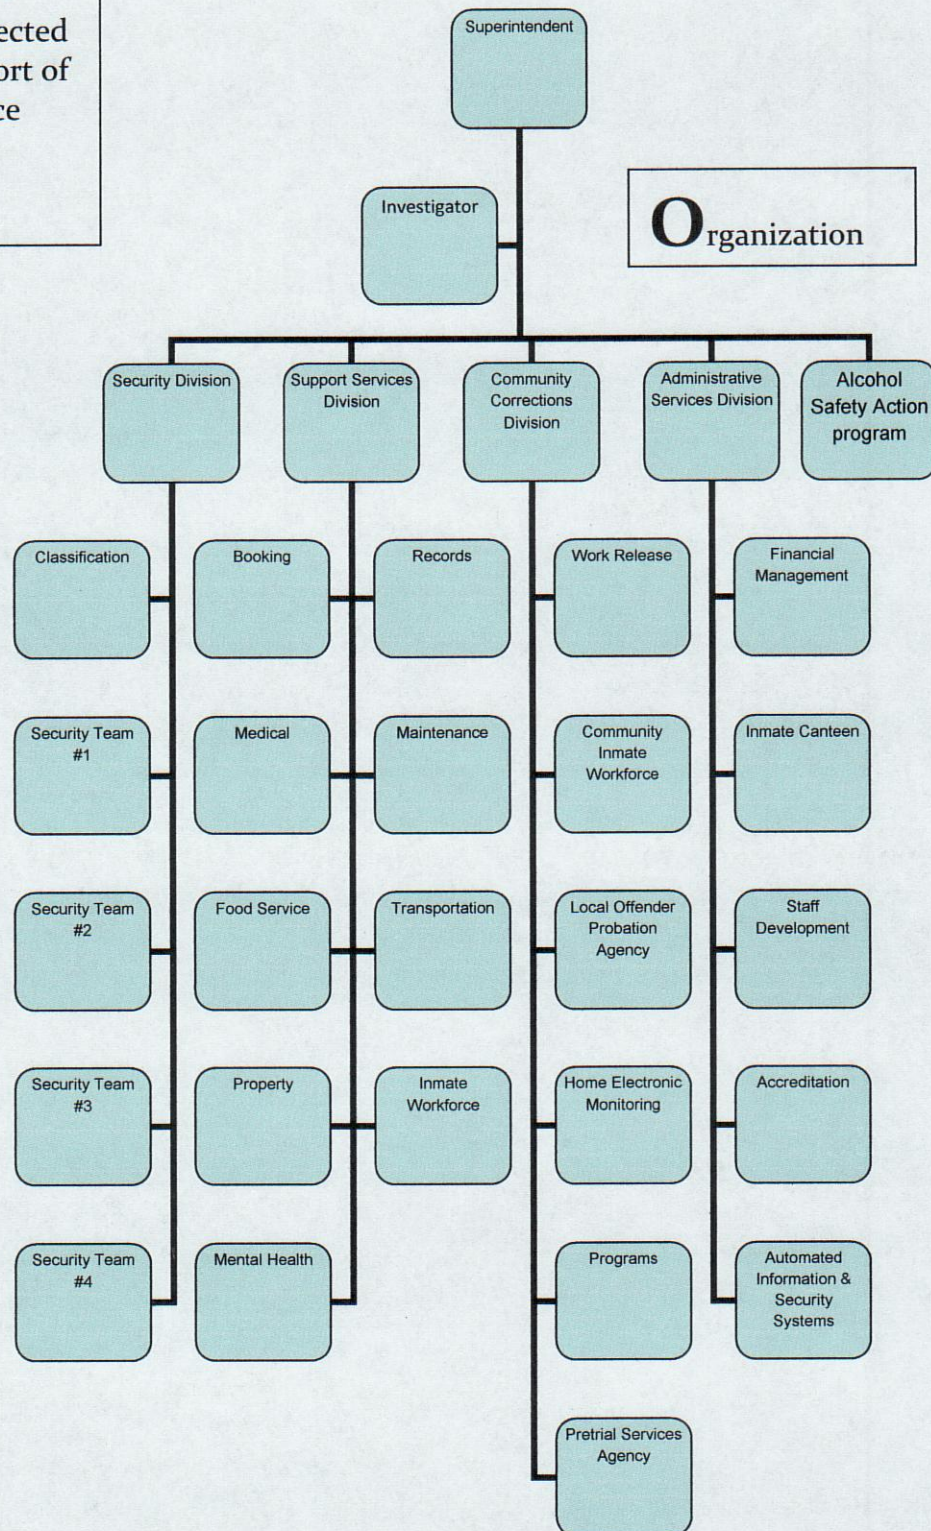 ected
ort of
ce
Superintendent
Investigator
Organization
Security Division
Support Services
Division
Community
Corrections
Division
Administrative
Services Division
Alcohol
Safety Action
program
Classification
Booking
Records
Work Release
Financial
Management
Security Team
#1
Medical
Maintenance
Community
Inmate
Workforce
Inmate Canteen
Security Team
#2
Food Service
Transportation
Local Offender
Probation
Agency
Staff
Development
Security Team
#3
Property
Inmate
Workforce
Home Electronic
Monitoring
Accreditation
Security Team
#4
Mental Health
Programs
Automated
Information &
Security
Systems
Pretrial Services
Agency